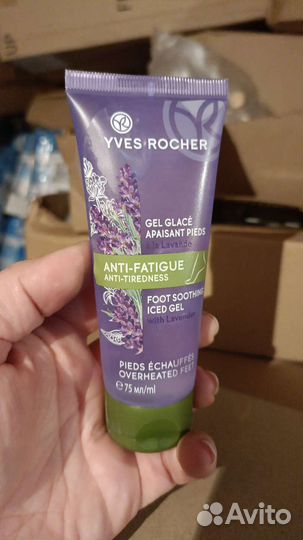 YVES ROCHER
GEL GLACÉ
APAISANT PIEDS
à la Lavande
ANTI-FATIGUE
ANTI-TIREDNESS
FOOT SOOTHING
ICED GEL
with Lavender
PIEDS ÉCHAUFFÉS
OVERHEATED FEET
℮ 75 мл/ml
Avito